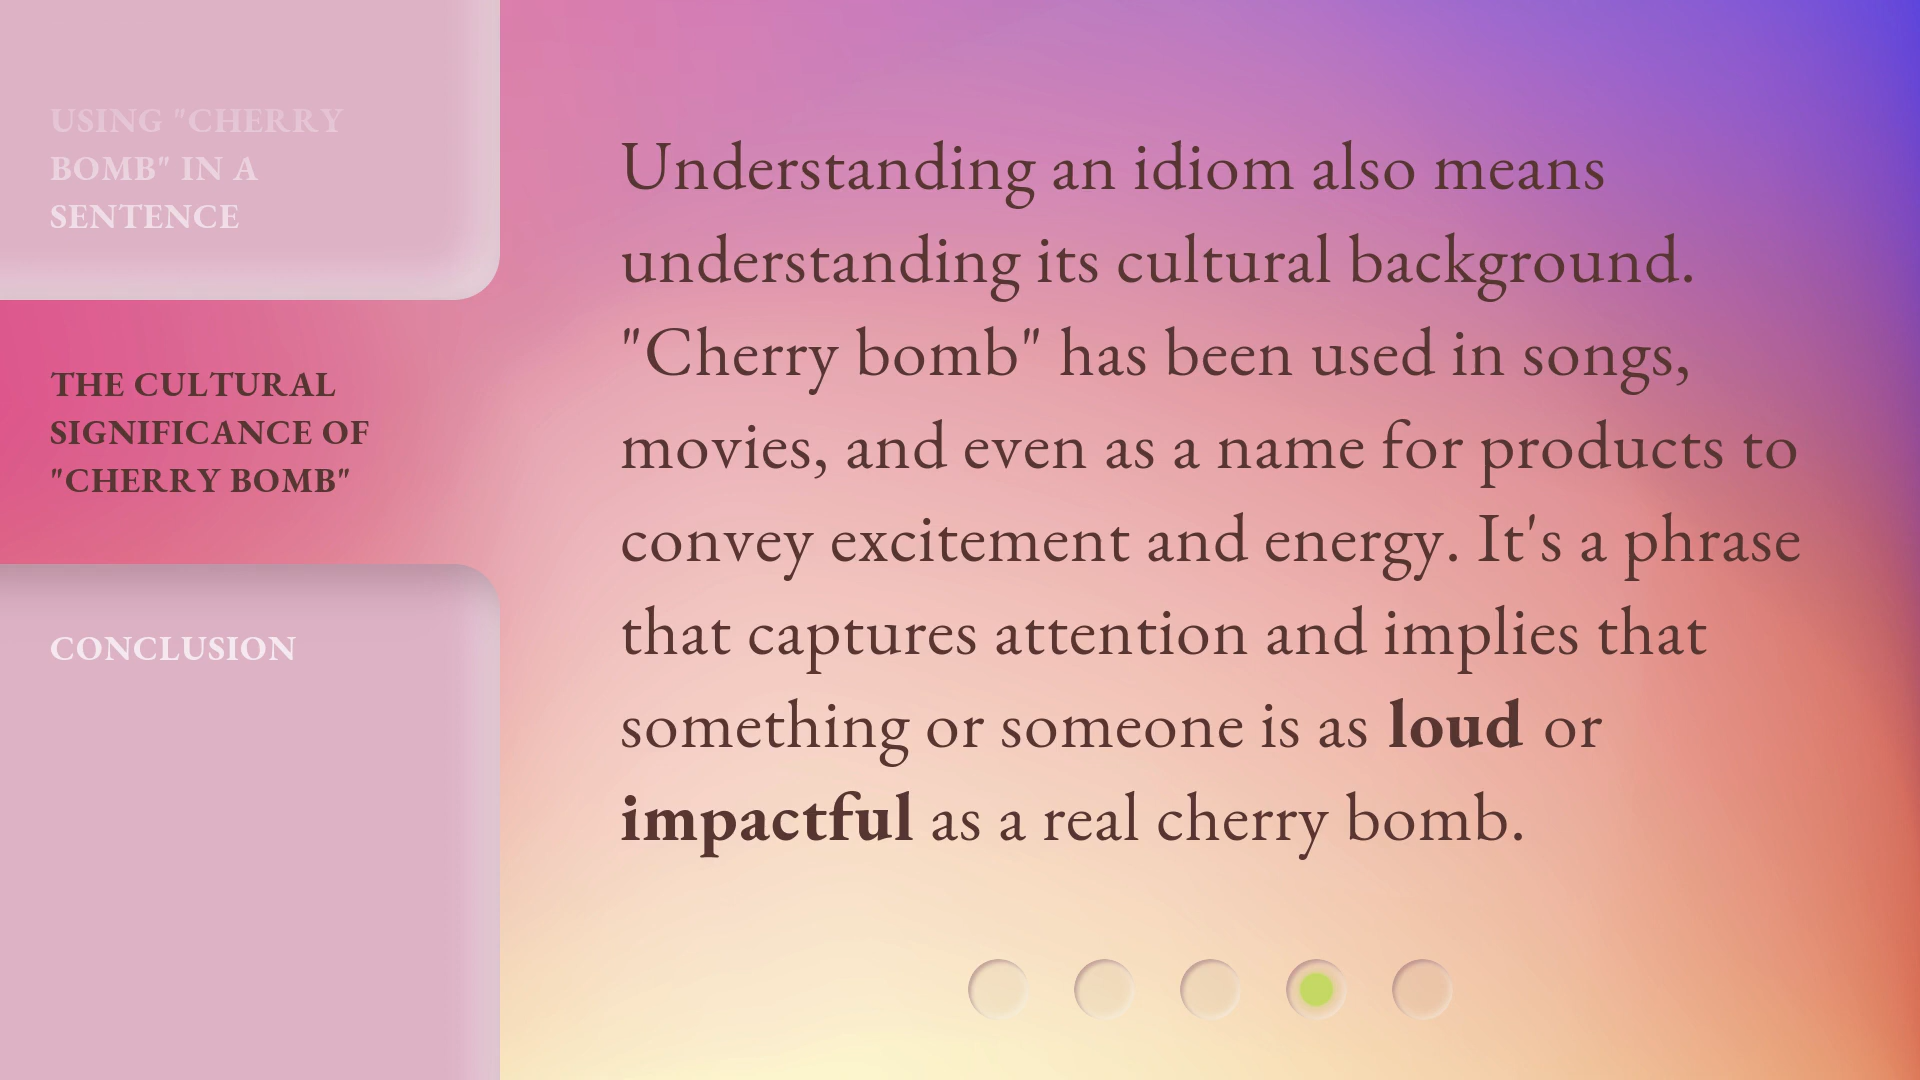 USING "CHERRY
BOMB" IN A
SENTENCE
THE CULTURAL
SIGNIFICANCE OF
"CHERRY BOMB"
CONCLUSION
Understanding an idiom also means
understanding its cultural background.
"Cherry bomb" has been used in songs,
movies, and even as a name for products to
convey excitement and energy. It's a phrase
that captures attention and implies that
something or someone is as loud or
impactful as a real cherry bomb.